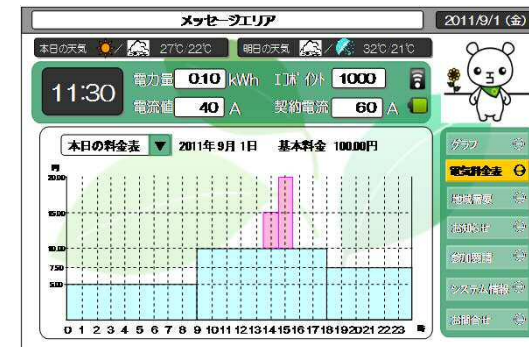 メッセージエリア
2011/9/1 (金)
本日の天気 / 27℃ 22℃
明日の天気 / 32℃ 21℃
11:30
電力量 0.10 kWh エコポイント 1000
電流値 40 A 契約電流 60 A
本日の料金表 ▼ 2011年 9月 1日 基本料金 100.00円
円
20.00
15.00
10.00
7.50
5.00
0 1 2 3 4 5 6 7 8 9 10 11 12 13 14 15 16 17 18 19 20 21 22 23 時
グラフ
電気料金表
地域需要
お知らせ
参加要請
システム情報
お問合せ